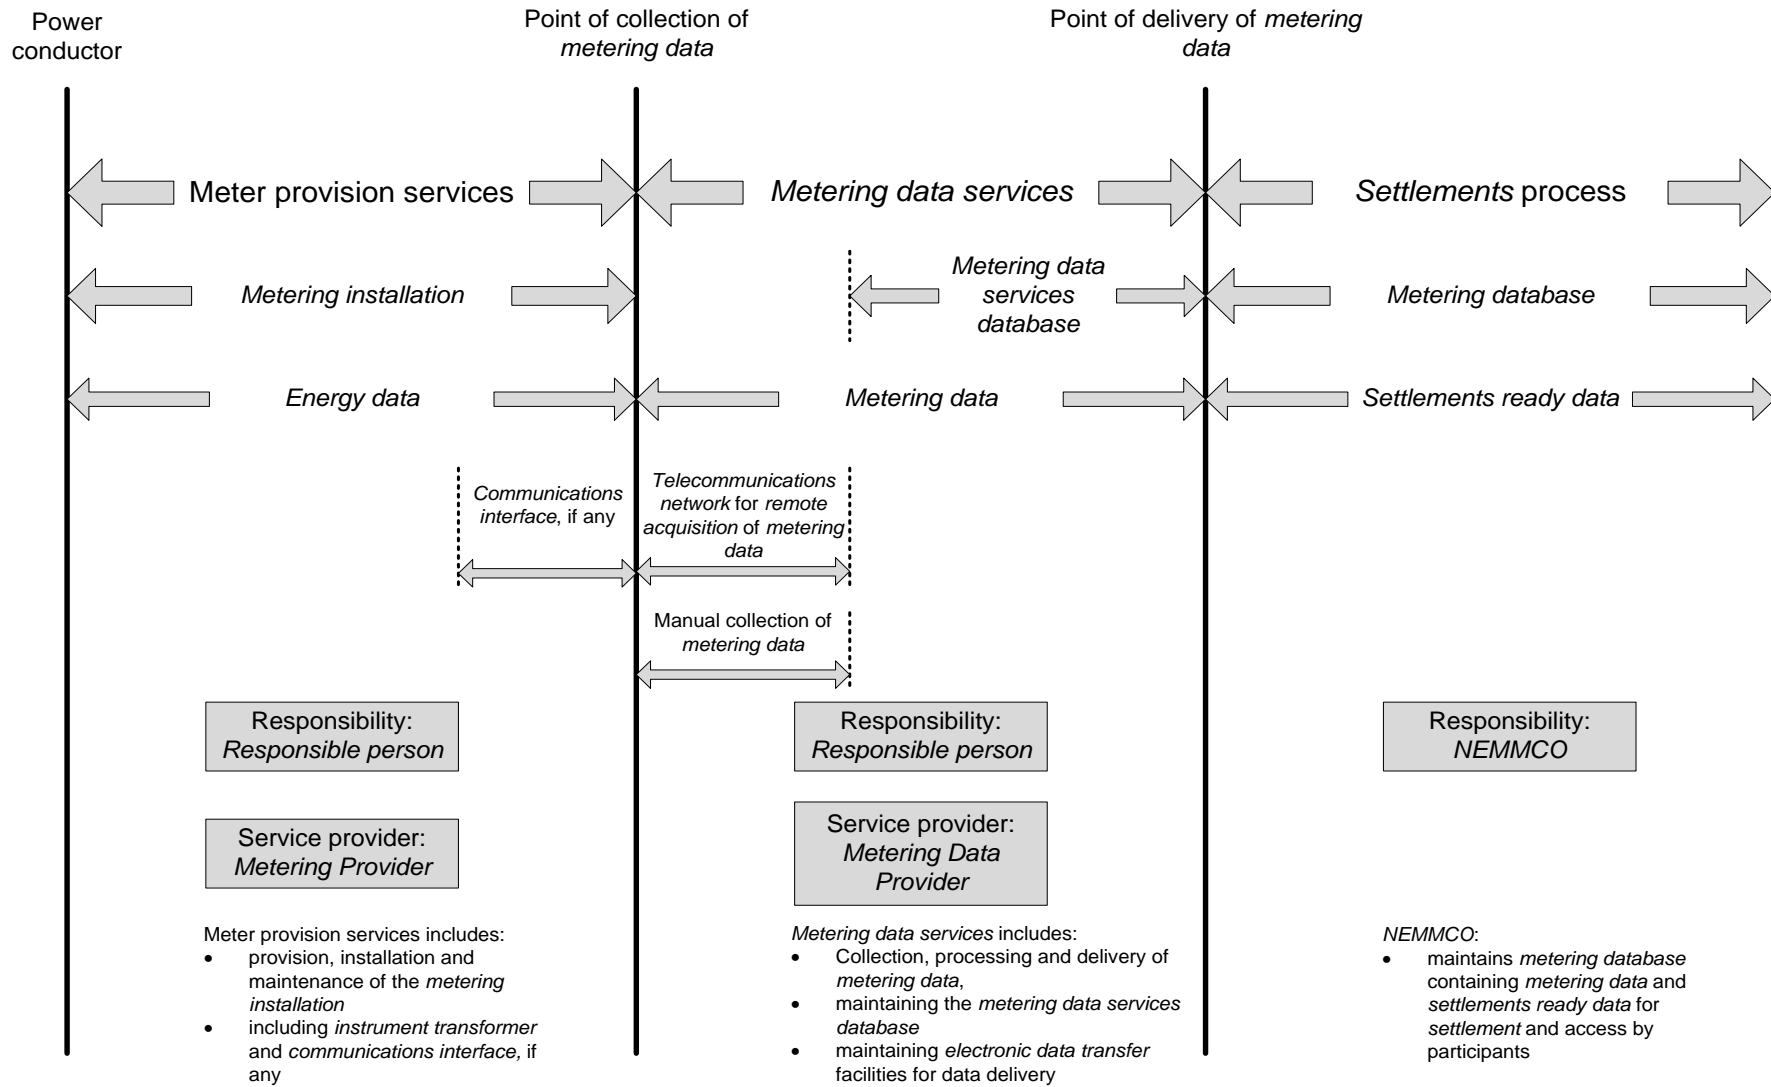 Power
conductor
Point of collection of
metering data
Point of delivery of metering
data
Meter provision services
Metering data services
Settlements process
Metering installation
Metering data
services
database
Metering database
Energy data
Metering data
Settlements ready data
Communications
interface, if any
Telecommunications
network for remote
acquisition of metering
data
Manual collection of
metering data
Responsibility:
Responsible person
Responsibility:
Responsible person
Responsibility:
NEMMCO
Service provider:
Metering Provider
Service provider:
Metering Data
Provider
Meter provision services includes:
• provision, installation and
maintenance of the metering
installation
• including instrument transformer
and communications interface, if
any
Metering data services includes:
• Collection, processing and delivery of
metering data,
• maintaining the metering data services
database
• maintaining electronic data transfer
facilities for data delivery
NEMMCO:
• maintains metering database
containing metering data and
settlements ready data for
settlement and access by
participants